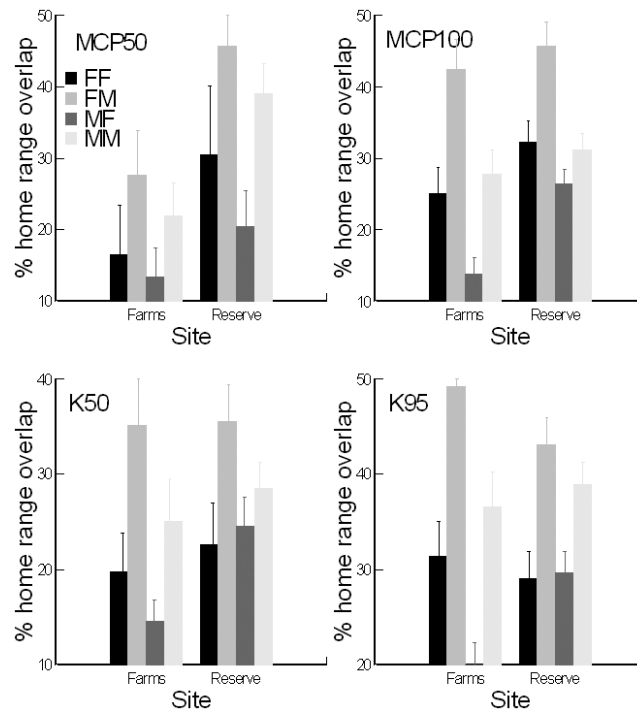 MCP50
FF
FM
MF
MM
50
40
30
20
10
% home range overlap
Farms
Reserve
Site
MCP100
50
40
30
20
10
% home range overlap
Farms
Reserve
Site
K50
40
30
20
10
% home range overlap
Farms
Reserve
Site
K95
50
40
30
20
% home range overlap
Farms
Reserve
Site